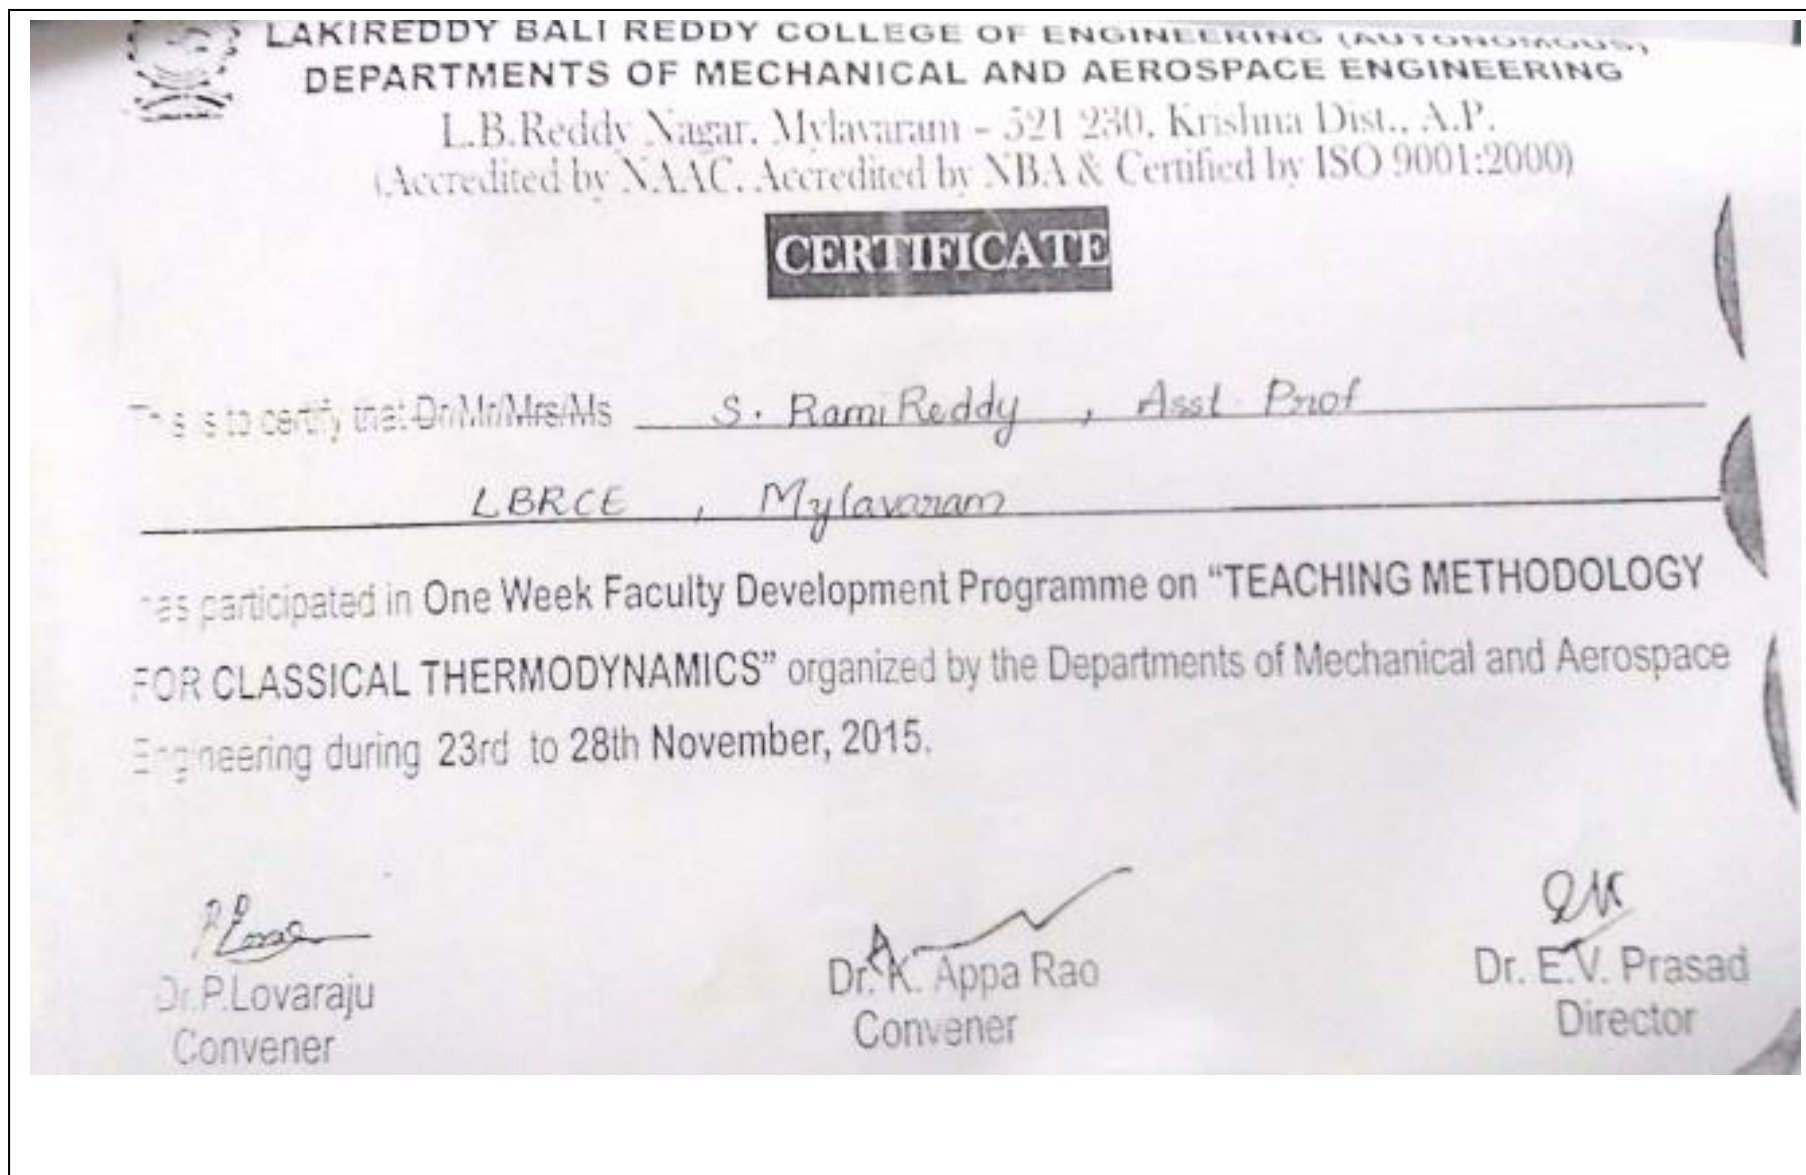 LAKIREDDY BALI REDDY COLLEGE OF ENGINEERING (AUTONOMOUS)
DEPARTMENTS OF MECHANICAL AND AEROSPACE ENGINEERING
L.B.Reddy Nagar, Mylavaram - 521 230, Krishna Dist., A.P.
(Accredited by NAAC, Accredited by NBA & Certified by ISO 9001:2000)
CERTIFICATE
This is to certify that Dr/Mr/Mrs/Ms S. Rami Reddy, Asst Prof
LBRCE, Mylavaram
has participated in One Week Faculty Development Programme on “TEACHING METHODOLOGY
FOR CLASSICAL THERMODYNAMICS” organized by the Departments of Mechanical and Aerospace
Engineering during 23rd to 28th November, 2015.
Dr.P.Lovaraju
Convener
Dr. K. Appa Rao
Convener
Dr. E.V. Prasad
Director